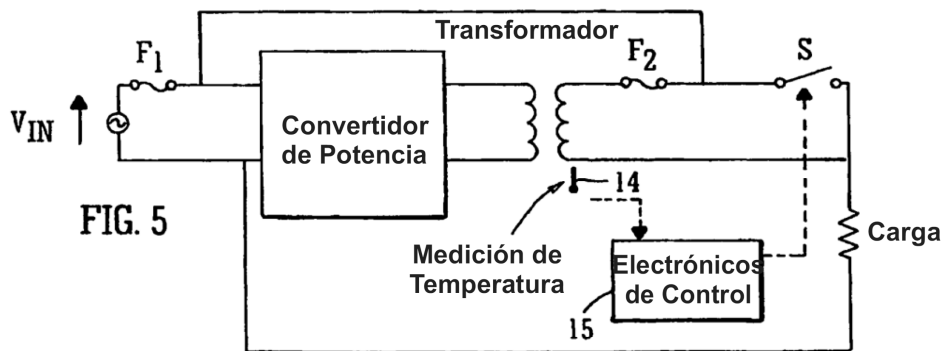 Transformador
F1
F2
S
VIN
Convertidor
de Potencia
14
FIG. 5
Medición de
Temperatura
Electrónicos
de Control
Carga
15